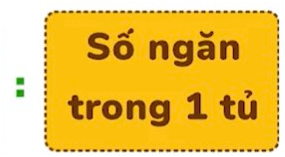 :
Số ngăn
trong 1 tủ